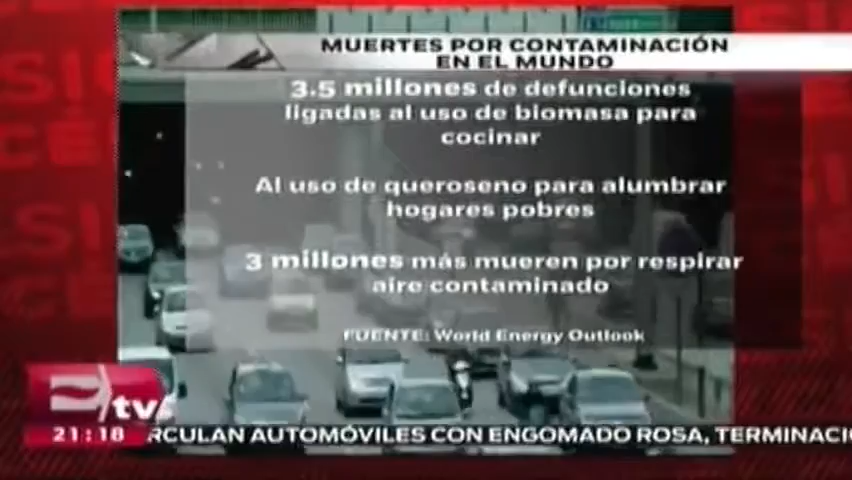 MUERTES POR CONTAMINACIÓN
EN EL MUNDO
3.5 millones de defunciones
ligadas al uso de biomasa para
cocinar
Al uso de queroseno para alumbrar
hogares pobres
3 millones más mueren por respirar
aire contaminado
FUENTE: World Energy Outlook
tv
21:18
RCULAN AUTOMÓVILES CON ENGOMADO ROSA, TERMINACI